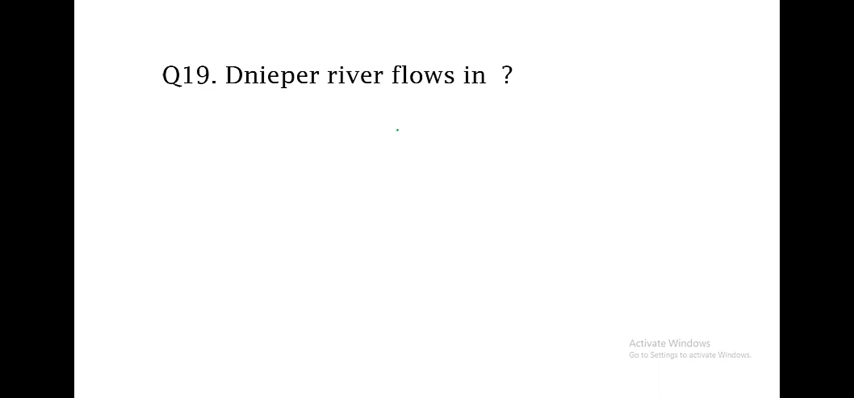 Q19. Dnieper river flows in ?
Activate Windows
Go to Settings to activate Windows.